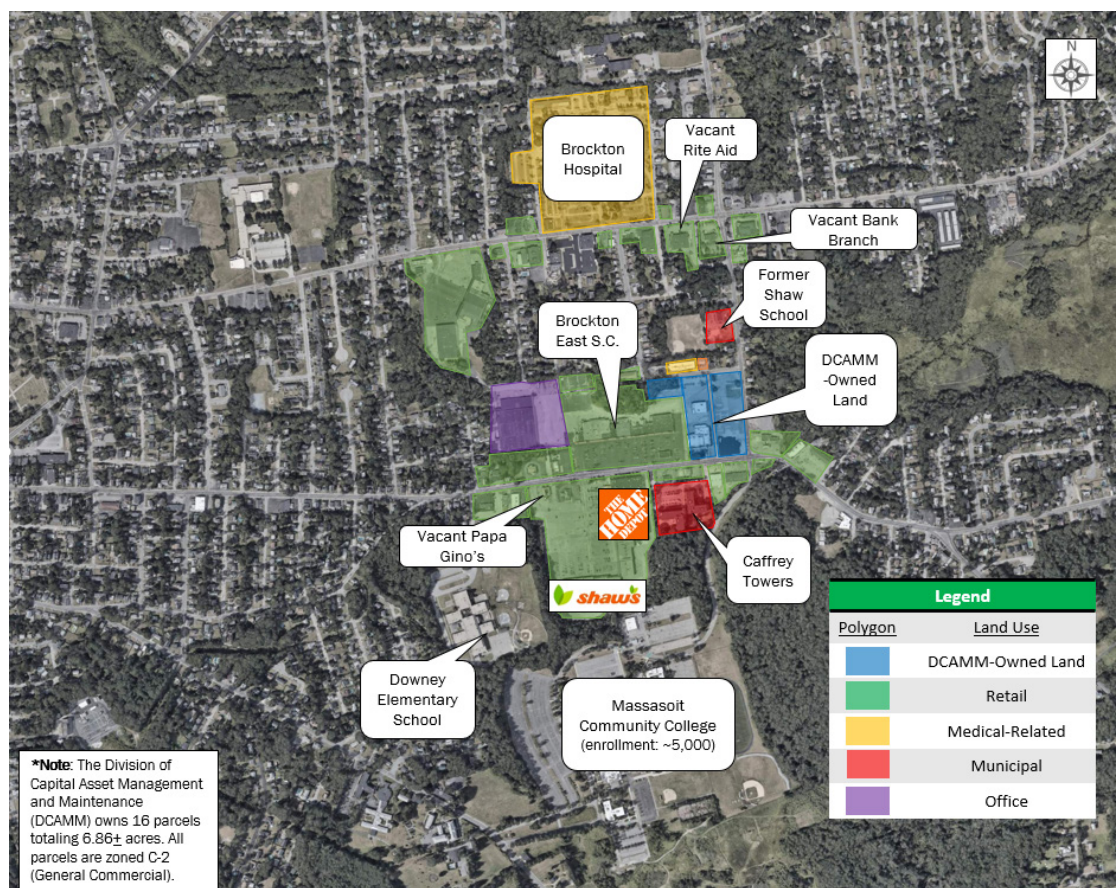 N
Brockton
Hospital
Vacant
Rite Aid
Vacant Bank
Branch
Former
Shaw
School
Brockton
East S.C.
DCAMM
-Owned
Land
THE
HOME
DEPOT
Vacant Papa
Gino's
shaw's
Caffrey
Towers
Downey
Elementary
School
Massasoit
Community College
(enrollment: ~5,000)
Legend
Polygon Land Use
DCAMM-Owned Land
Retail
Medical-Related
Municipal
Office
*Note: The Division of
Capital Asset Management
and Maintenance
(DCAMM) owns 16 parcels
totaling 6.86± acres. All
parcels are zoned C-2
(General Commercial).